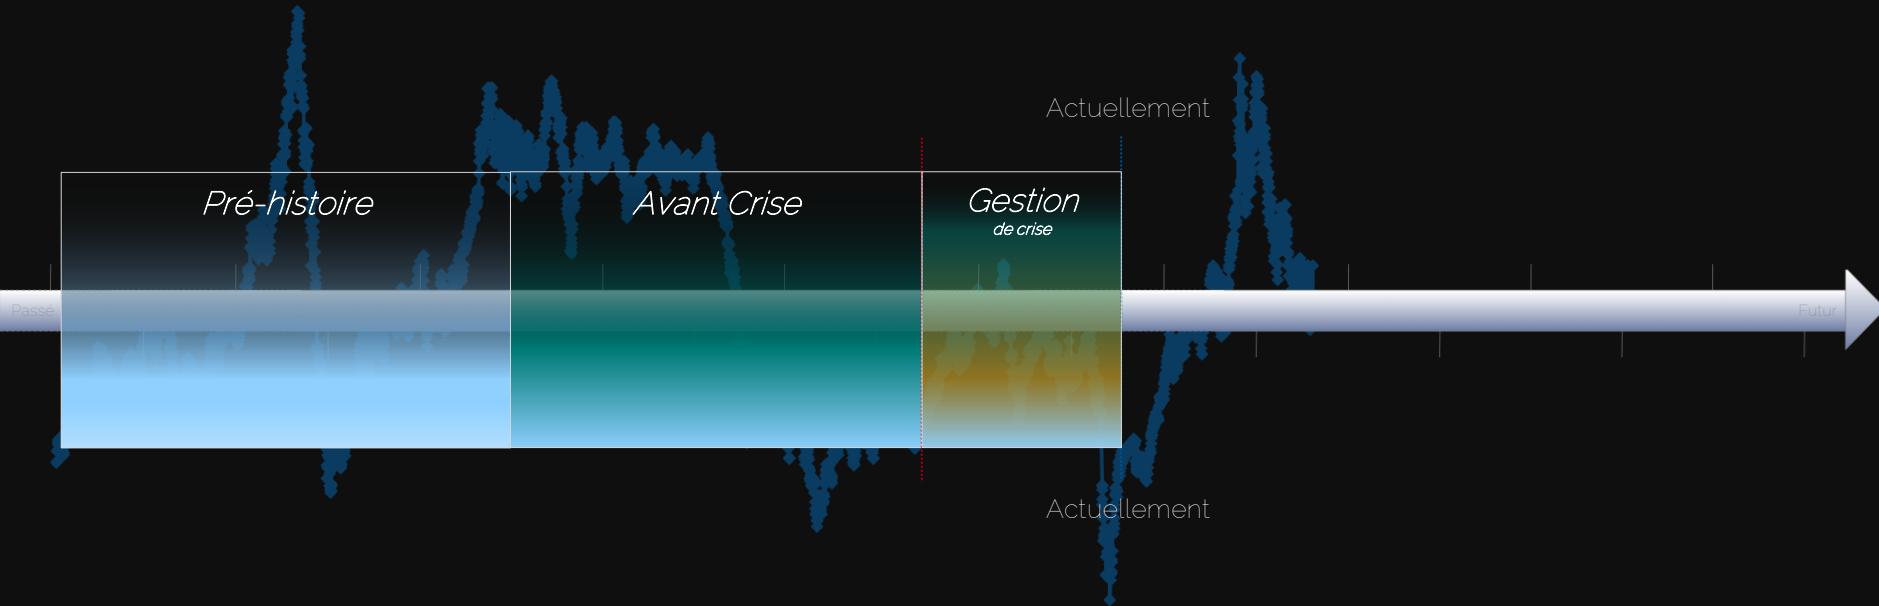 Actuellement
Pré-histoire
Avant Crise
Gestion
de crise
Passé
Futur
Actuellement